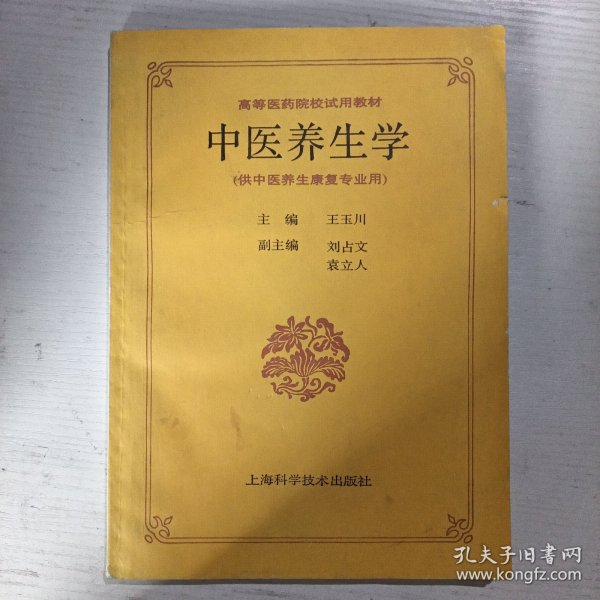 高等医药院校试用教材
中医养生学
(供中医养生康复专业用)
主编 王玉川
副主编 刘占文
袁立人
上海科学技术出版社
孔夫子旧书网
www.kongfz.com